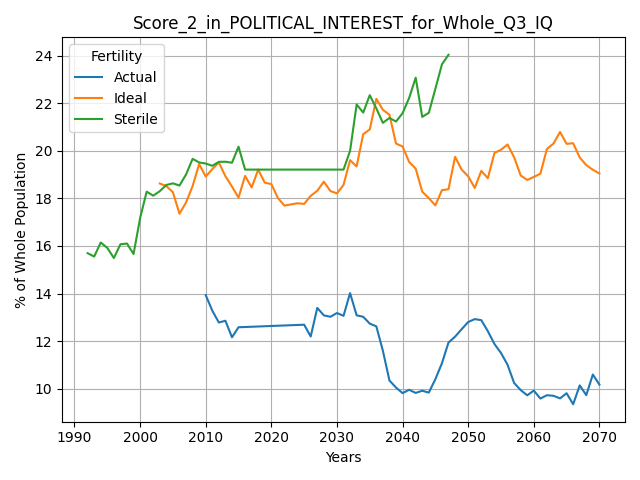 Score_2_in_POLITICAL_INTEREST_for_Whole_Q3_IQ
Fertility
Actual
Ideal
Sterile
% of Whole Population
24
22
20
18
16
14
12
10
1990 2000 2010 2020 2030 2040 2050 2060 2070
Years